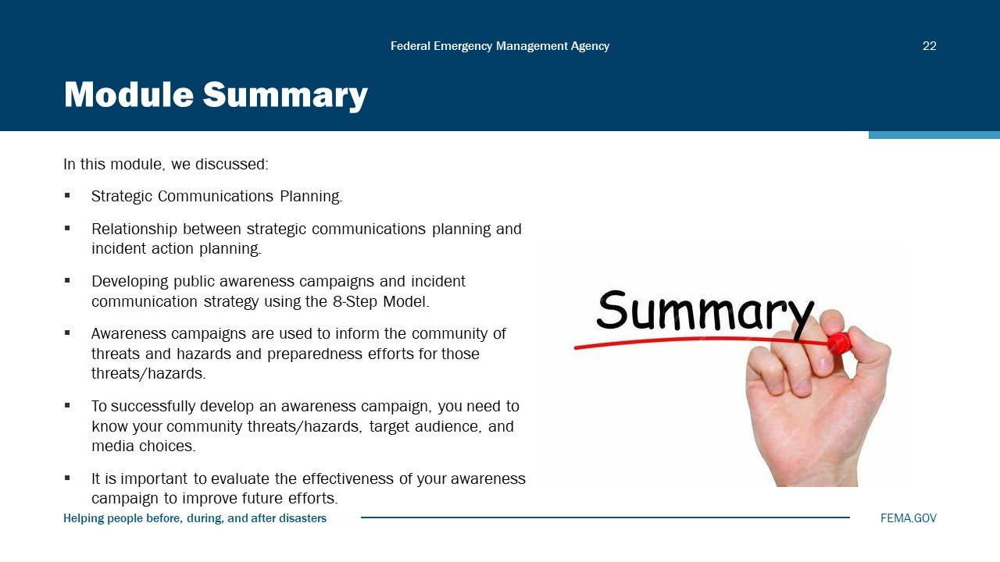 Federal Emergency Management Agency
22
Module Summary
In this module, we discussed:
▪ Strategic Communications Planning.
▪ Relationship between strategic communications planning and
incident action planning.
▪ Developing public awareness campaigns and incident
communication strategy using the 8-Step Model.
▪ Awareness campaigns are used to inform the community of
threats and hazards and preparedness efforts for those
threats/hazards.
▪ To successfully develop an awareness campaign, you need to
know your community threats/hazards, target audience, and
media choices.
▪ It is important to evaluate the effectiveness of your awareness
campaign to improve future efforts.
Summary
Helping people before, during, and after disasters
FEMA.GOV